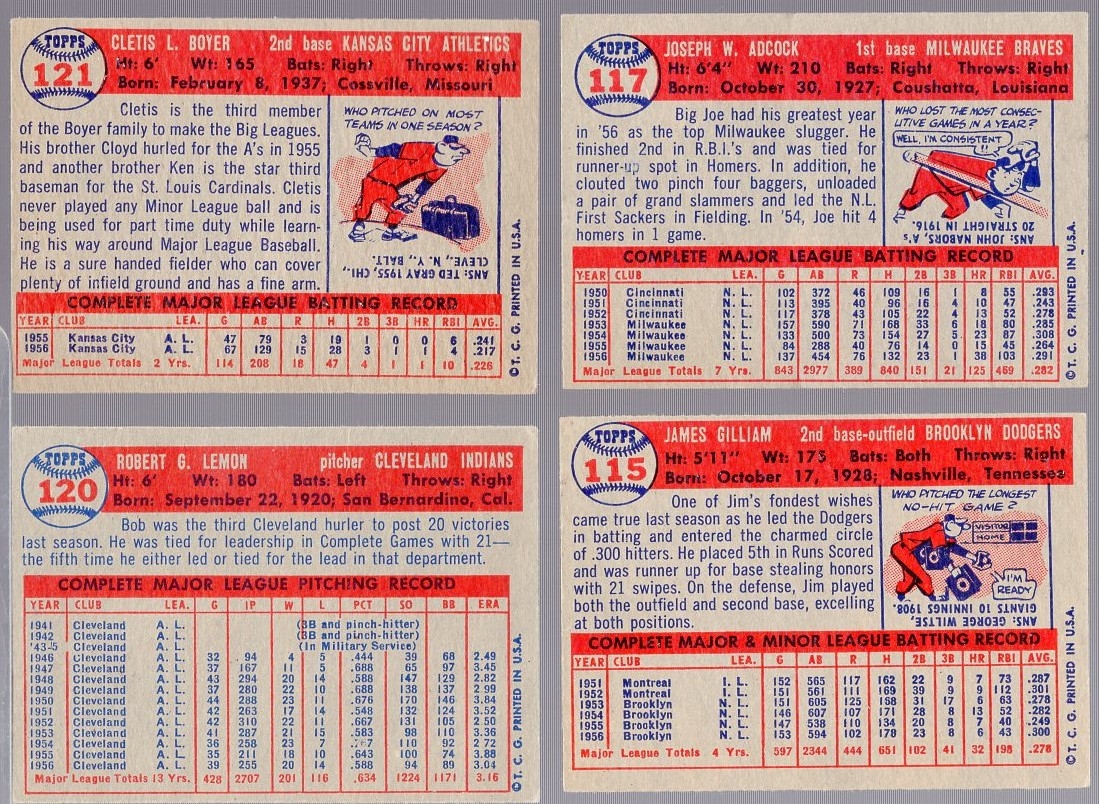 TOPPS
121
CLETIS L. BOYER 2nd base KANSAS CITY ATHLETICS
Ht: 6' Wt: 165 Bats: Right Throws: Right
Born: February 8, 1937; Cossville, Missouri
Cletis is the third member
of the Boyer family to make the Big Leagues.
His brother Cloyd hurled for the A's in 1955
and another brother Ken is the star third
baseman for the St. Louis Cardinals. Cletis
never played any Minor League ball and is
being used for part time duty while learn-
ing his way around Major League Baseball.
He is a sure handed fielder who can cover
plenty of infield ground and has a fine arm.
WHO PITCHED ON MOST
TEAMS IN ONE SEASON?
ANS: TED GRAY 1955, CHI.,
CLEVE., N.Y., BALT.
COMPLETE MAJOR LEAGUE BATTING RECORD
YEAR CLUB LEA. G AB R H 2B 3B HR RBI AVG.
1955 Kansas City A. L. 47 79 3 19 1 0 0 6 .241
1956 Kansas City A. L. 67 129 15 28 3 1 1 4 .217
Major League Totals 2 Yrs. 114 208 18 47 4 1 1 10 .226
© T. C. G. PRINTED IN U.S.A.
TOPPS
117
JOSEPH W. ADCOCK 1st base MILWAUKEE BRAVES
Ht: 6'4" Wt: 210 Bats: Right Throws: Right
Born: October 30, 1927; Coushatta, Louisiana
Big Joe had his greatest year
in '56 as the top Milwaukee slugger. He
finished 2nd in R.B.I.'s and was tied for
runner-up spot in Homers. In addition, he
clouted two pinch four baggers, unloaded
a pair of grand slammers and led the N.L.
First Sackers in Fielding. In '54, Joe hit 4
homers in 1 game.
WHO LOST THE MOST CONSEC-
UTIVE GAMES IN A YEAR?
WELL, I'M CONSISTENT
ANS: JOHN NABORS, A's
20 STRAIGHT IN 1916.
COMPLETE MAJOR LEAGUE BATTING RECORD
YEAR CLUB LEA. G AB R H 2B 3B HR RBI AVG.
1950 Cincinnati N. L. 102 372 46 109 16 1 8 55 .293
1951 Cincinnati N. L. 113 395 40 96 16 4 10 47 .243
1952 Cincinnati N. L. 117 378 43 105 22 4 13 52 .278
1953 Milwaukee N. L. 157 590 71 168 33 6 18 80 .285
1954 Milwaukee N. L. 133 500 73 154 27 5 23 87 .308
1955 Milwaukee N. L. 84 288 40 76 14 0 15 45 .264
1956 Milwaukee N. L. 137 454 76 132 23 1 38 103 .291
Major League Totals 7 Yrs. 843 2977 389 840 151 21 125 469 .282
© T. C. G. PRINTED IN U.S.A.
TOPPS
120
ROBERT G. LEMON pitcher CLEVELAND INDIANS
Ht: 6' Wt: 180 Bats: Left Throws: Right
Born: September 22, 1920; San Bernardino, Cal.
Bob was the third Cleveland hurler to post 20 victories
last season. He was tied for leadership in Complete Games with 21—
the fifth time he either led or tied for the lead in that department.
COMPLETE MAJOR LEAGUE PITCHING RECORD
YEAR CLUB LEA. G IP W L PCT SO BB ERA
1941 Cleveland A. L. (3B and pinch-hitter)
1942 Cleveland A. L. (3B and pinch-hitter)
'43-5 Cleveland A. L. (In Military Service)
1946 Cleveland A. L. 32 94 4 5 .444 39 68 2.49
1947 Cleveland A. L. 37 167 11 5 .688 65 97 3.45
1948 Cleveland A. L. 43 294 20 14 .588 147 129 2.82
1949 Cleveland A. L. 37 280 22 10 .688 138 137 2.99
1950 Cleveland A. L. 44 288 23 11 .676 170 146 3.84
1951 Cleveland A. L. 42 263 17 14 .548 132 124 3.52
1952 Cleveland A. L. 42 310 22 11 .667 131 105 2.50
1953 Cleveland A. L. 41 287 21 15 .583 98 110 3.36
1954 Cleveland A. L. 36 258 23 7 110 92 2.72
1955 Cleveland A. L. 35 211 18 10 .643 100 74 3.88
1956 Cleveland A. L. 39 255 20 14 .588 94 89 3.04
Major League Totals 13 Yrs. 428 2707 201 116 .634 1224 1171 3.16
© T. C. G. PRINTED IN U.S.A.
TOPPS
115
JAMES GILLIAM 2nd base-outfield BROOKLYN DODGERS
Ht: 5'11" Wt: 175 Bats: Both Throws: Right
Born: October 17, 1928; Nashville, Tennessee
One of Jim's fondest wishes
came true last season as he led the Dodgers
in batting and entered the charmed circle
of .300 hitters. He placed 5th in Runs Scored
and was runner up for base stealing honors
with 21 swipes. On the defense, Jim played
both the outfield and second base, excelling
at both positions.
WHO PITCHED THE LONGEST
NO-HIT GAME?
VISITOR
HOME
I'M
READY
ANS: GEORGE WILTSE,
GIANTS 10 INNINGS 1908.
COMPLETE MAJOR & MINOR LEAGUE BATTING RECORD
YEAR CLUB LEA. G AB R H 2B 3B HR RBI AVG.
1951 Montreal I. L. 152 565 117 162 22 9 7 73 .287
1952 Montreal I. L. 151 561 111 169 39 9 9 112 .301
1953 Brooklyn N. L. 151 605 125 168 31 17 6 63 .278
1954 Brooklyn N. L. 146 607 107 171 28 8 13 52 .282
1955 Brooklyn N. L. 147 538 110 134 20 8 7 40 .249
1956 Brooklyn N. L. 153 594 102 178 23 8 6 43 .300
Major League Totals 4 Yrs. 597 2344 444 651 102 41 32 198 .278
© T. C. G. PRINTED IN U.S.A.